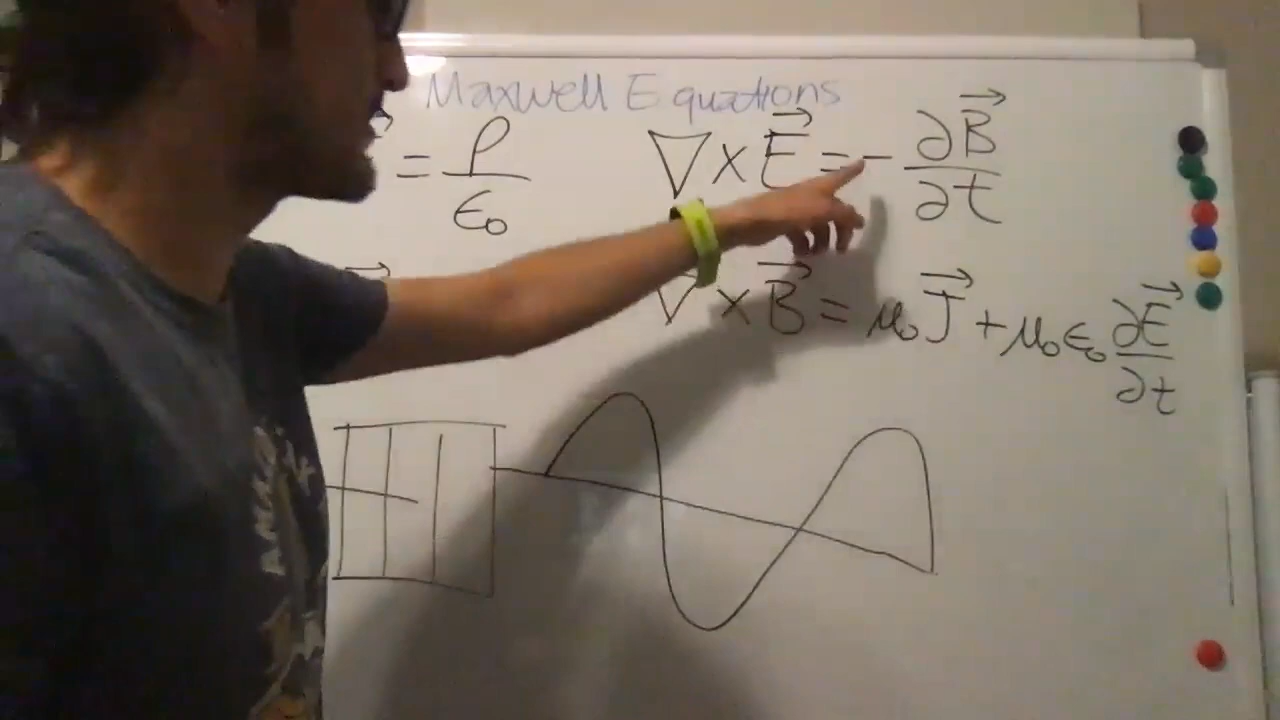 Maxwell Equations
= ρ/ε₀
∇ × E⃗ = - ∂B⃗/∂t
∇ × B⃗ = μ₀J⃗ + μ₀ε₀ ∂E⃗/∂t